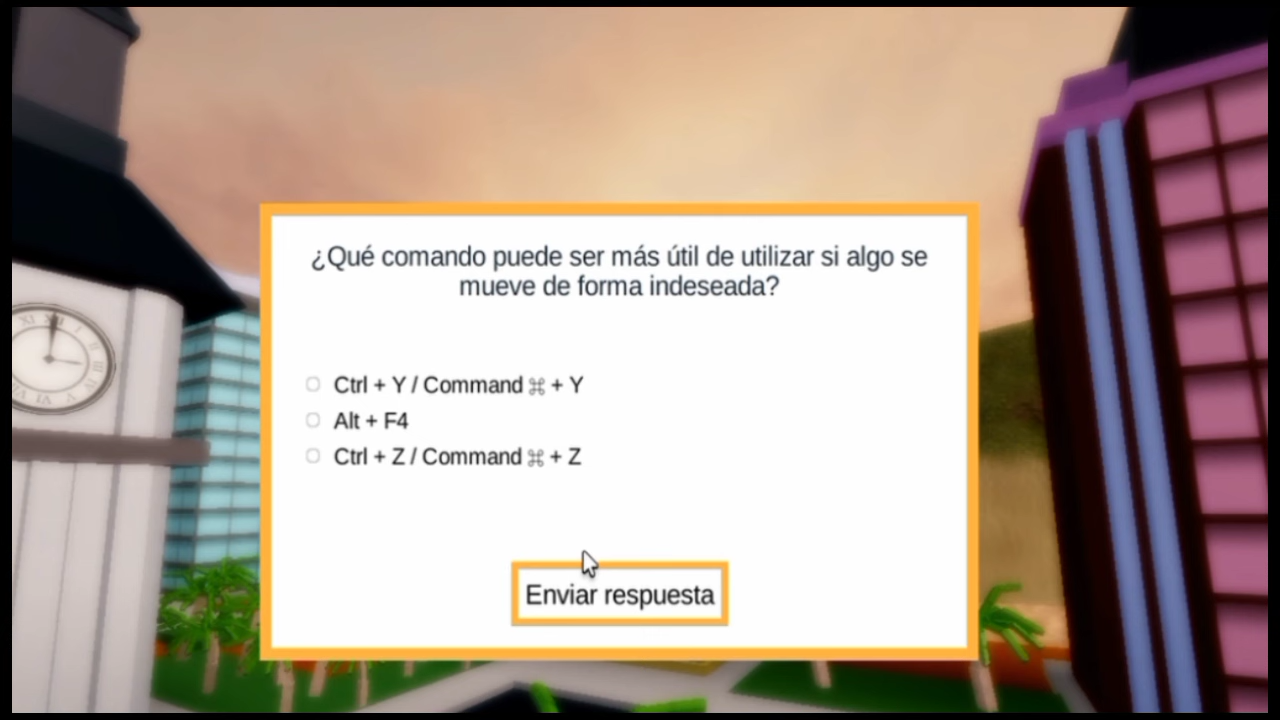 ¿Qué comando puede ser más útil de utilizar si algo se
mueve de forma indeseada?
Ctrl + Y / Command ⌘ + Y
Alt + F4
Ctrl + Z / Command ⌘ + Z
Enviar respuesta